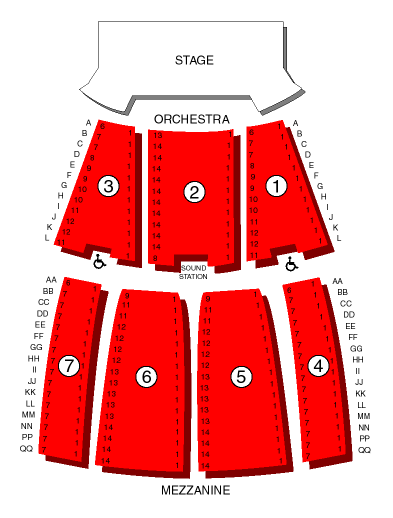 STAGE
ORCHESTRA
A 6 1 1 6 1 A
B 7 1 14 1 7 1 B
C 7 1 14 1 7 1 C
D 1 14 1 1 D
E 9 1 14 1 9 1 E
F 9 1 14 1 9 1 F
G 10 1 14 1 10 1 G
3 2 1
H 10 1 14 1 10 1 H
I 11 1 14 1 11 1 I
J 12 1 14 1 12 1 J
K 12 1 14 1 12 1 K
L 11 1 8 1 11 1 L
SOUND
STATION
AA 6 1 1 AA
BB 7 1 9 1 9 1 7 1 BB
CC 7 1 11 1 11 1 7 1 CC
DD 7 1 11 1 11 1 7 1 DD
EE 7 1 12 1 12 1 7 1 EE
FF 7 1 12 1 12 1 7 1 FF
GG 7 1 1 1 7 1 GG
HH 7 1 12 1 12 1 7 1 HH
7 6 5 4
II 7 1 13 1 13 1 7 1 II
JJ 7 1 13 1 13 1 7 1 JJ
KK 7 1 13 1 13 1 7 1 KK
LL 7 1 13 1 13 1 7 1 LL
MM 7 1 13 1 13 1 7 1 MM
NN 7 1 14 1 14 1 7 1 NN
PP 7 1 14 1 14 1 7 1 PP
QQ 7 1 14 1 14 1 7 1 QQ
14 1 14 1
MEZZANINE